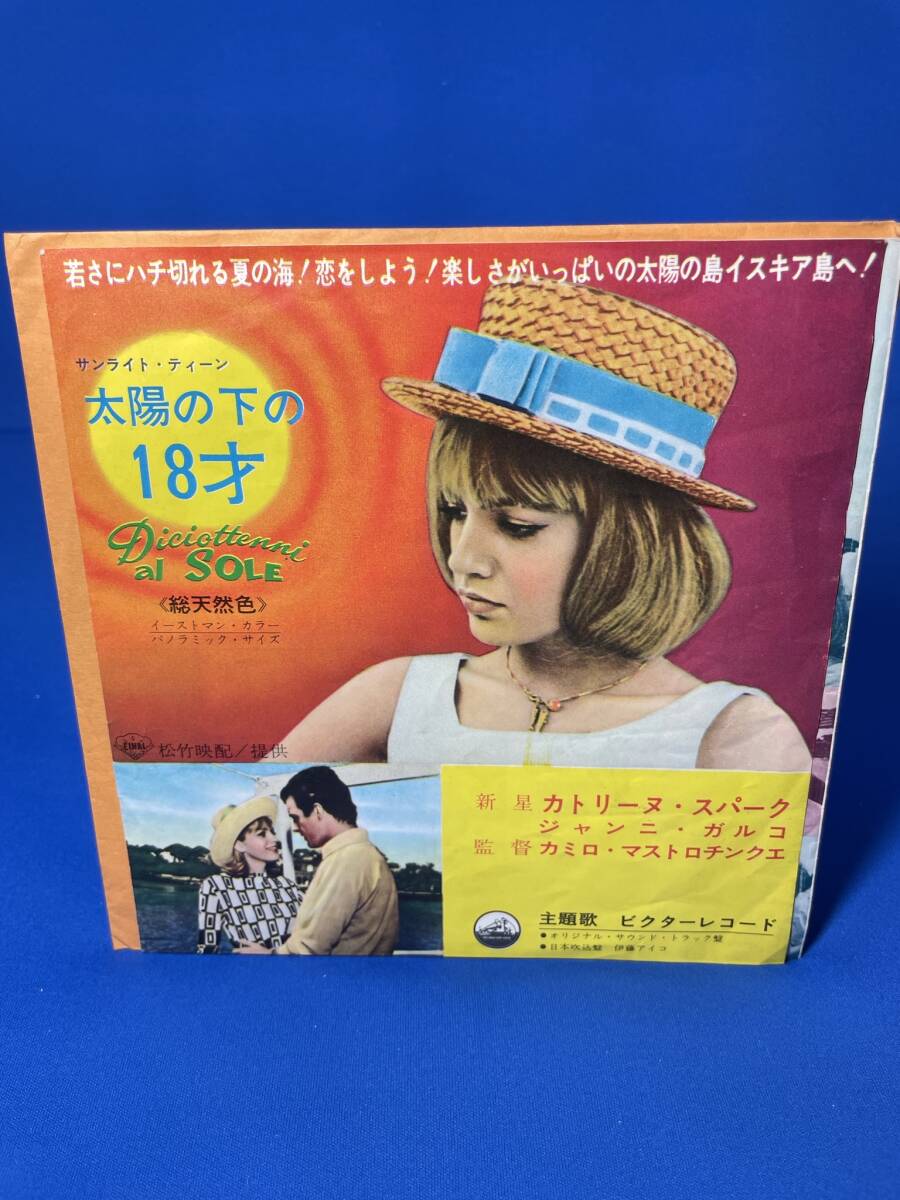 若さにハチ切れる夏の海!恋をしよう!楽しさがいっぱいの太陽の島イスキア島へ!
サンライト・ティーン
太陽の下の
18才
Diciottenni
al SOLE
《総天然色》
イーストマン・カラー
パノラミック・サイズ
EIHAI
松竹映配/提供
新星 カトリーヌ・スパーク
ジャンニ・ガルコ
監督 カミロ・マストロチンクエ
主題歌 ビクターレコード
●オリジナル・サウンド・トラック盤
●日本吹込盤 伊藤アイコ